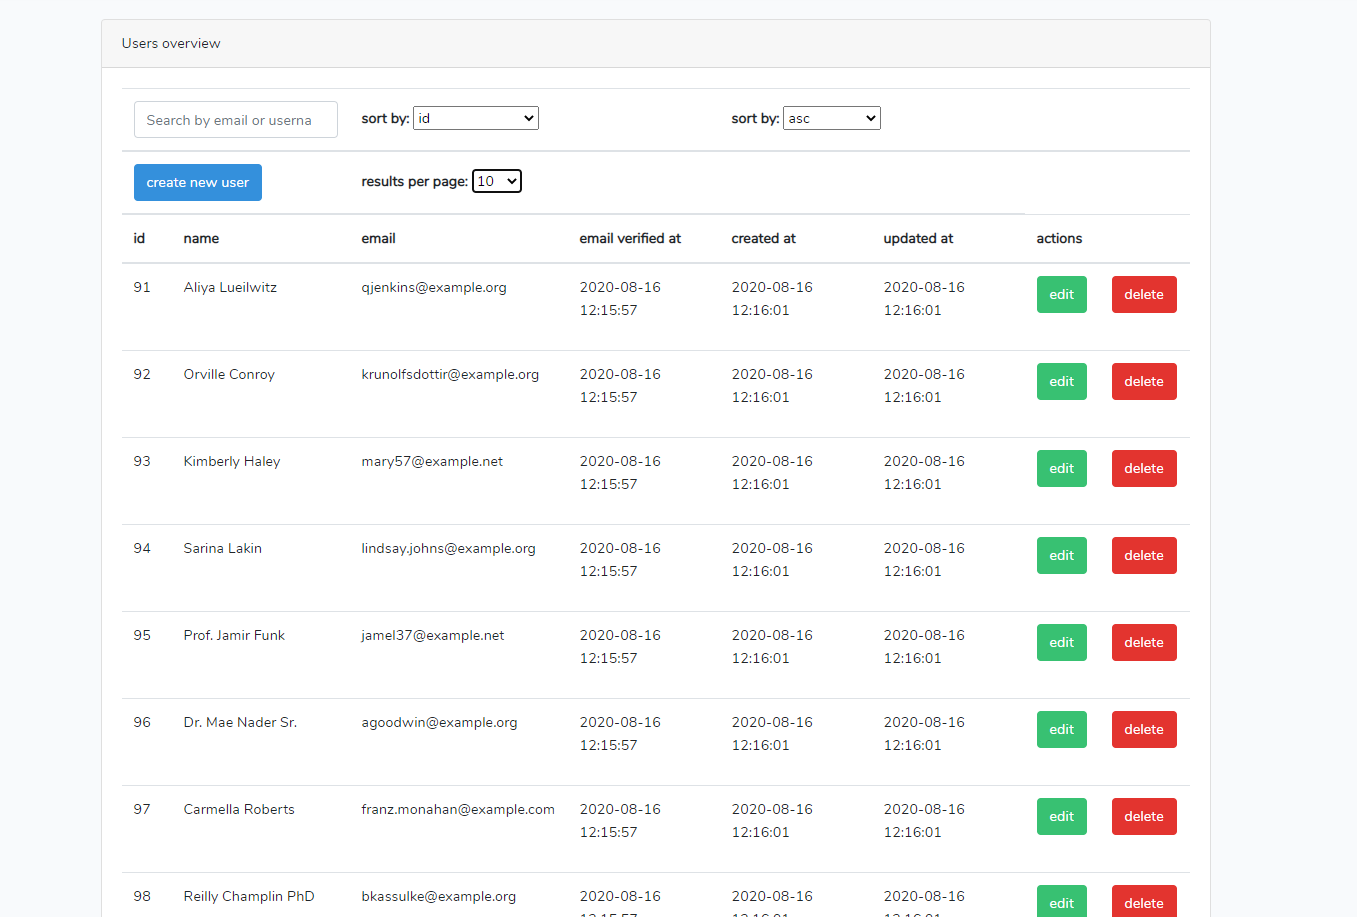 Users overview
Search by email or userna sort by: id sort by: asc
create new user results per page: 10
id name email email verified at created at updated at actions
91 Aliya Lueilwitz qjenkins@example.org 2020-08-16 2020-08-16 2020-08-16 edit delete
12:15:57 12:16:01 12:16:01
92 Orville Conroy krunolfsdottir@example.org 2020-08-16 2020-08-16 2020-08-16 edit delete
12:15:57 12:16:01 12:16:01
93 Kimberly Haley mary57@example.net 2020-08-16 2020-08-16 2020-08-16 edit delete
12:15:57 12:16:01 12:16:01
94 Sarina Lakin lindsay.johns@example.org 2020-08-16 2020-08-16 2020-08-16 edit delete
12:15:57 12:16:01 12:16:01
95 Prof. Jamir Funk jamel37@example.net 2020-08-16 2020-08-16 2020-08-16 edit delete
12:15:57 12:16:01 12:16:01
96 Dr. Mae Nader Sr. agoodwin@example.org 2020-08-16 2020-08-16 2020-08-16 edit delete
12:15:57 12:16:01 12:16:01
97 Carmella Roberts franz.monahan@example.com 2020-08-16 2020-08-16 2020-08-16 edit delete
12:15:57 12:16:01 12:16:01
98 Reilly Champlin PhD bkassulke@example.org 2020-08-16 2020-08-16 2020-08-16 edit delete